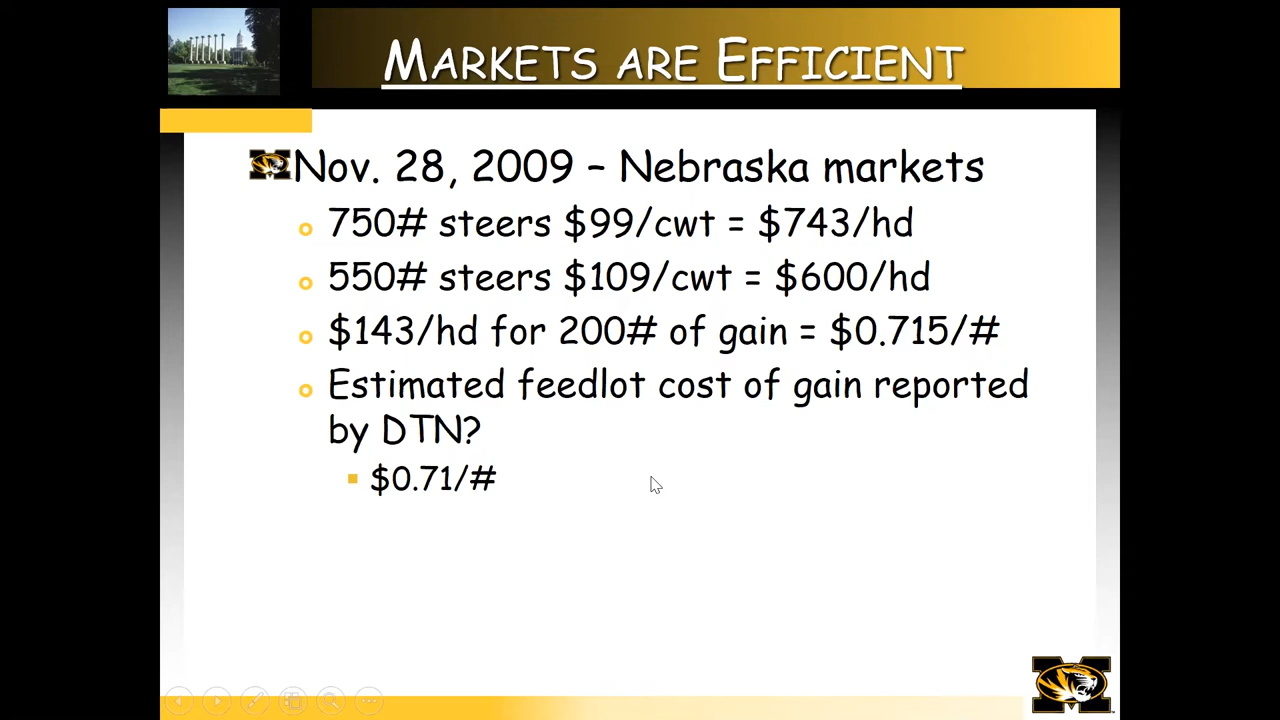 MARKETS ARE EFFICIENT
Nov. 28, 2009 – Nebraska markets
750# steers $99/cwt = $743/hd
550# steers $109/cwt = $600/hd
$143/hd for 200# of gain = $0.715/#
Estimated feedlot cost of gain reported
by DTN?
$0.71/#